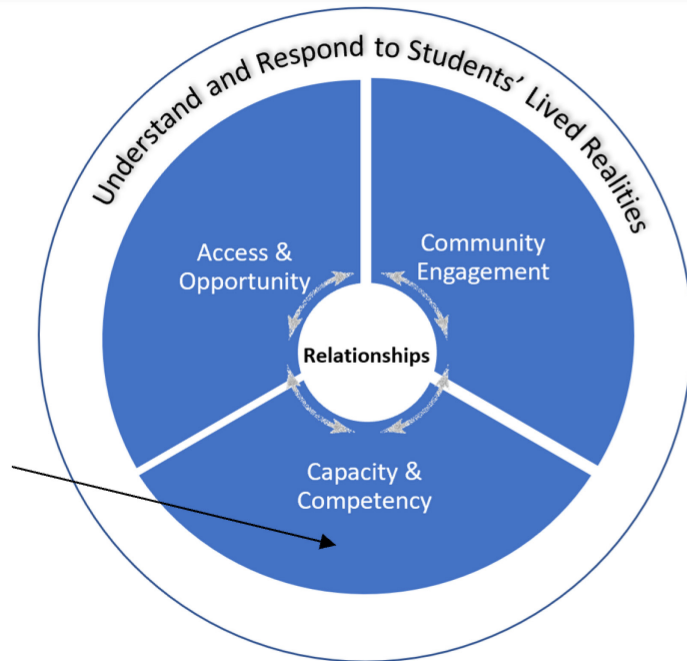 Understand and Respond to Students’ Lived Realities
Access &
Opportunity
Community
Engagement
Relationships
Capacity &
Competency